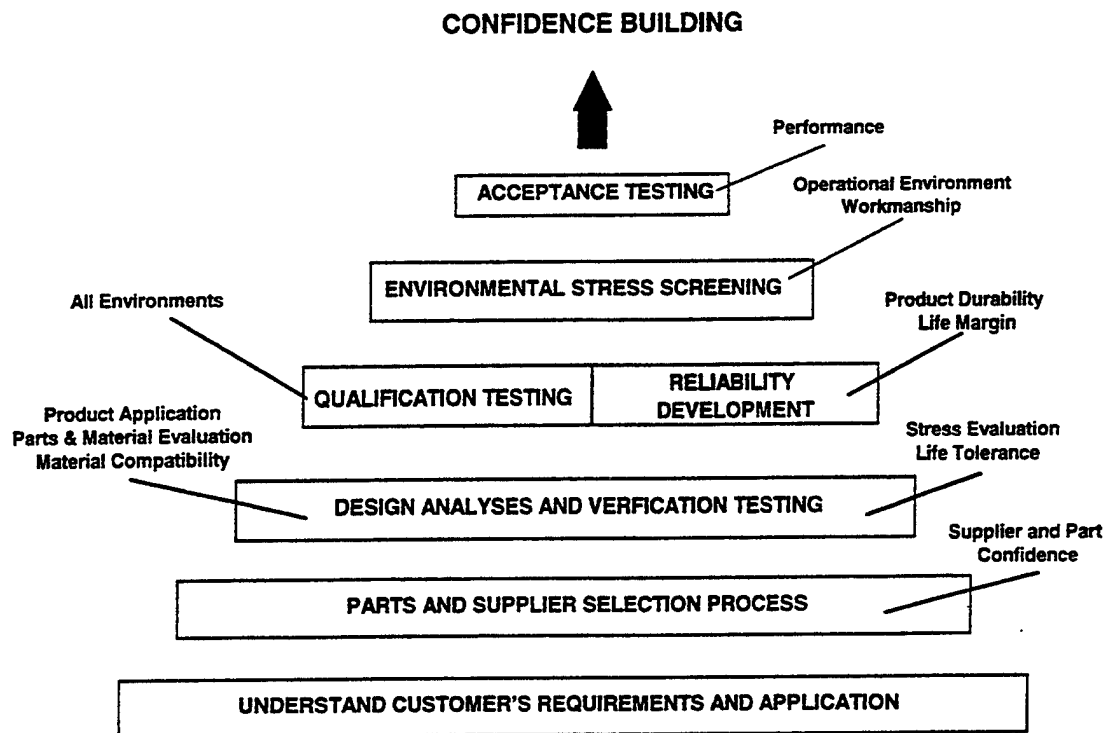 CONFIDENCE BUILDING
Performance
ACCEPTANCE TESTING
Operational Environment
Workmanship
ENVIRONMENTAL STRESS SCREENING
All Environments
Product Durability
Life Margin
QUALIFICATION TESTING
RELIABILITY
DEVELOPMENT
Product Application
Parts & Material Evaluation
Material Compatibility
Stress Evaluation
Life Tolerance
DESIGN ANALYSES AND VERFICATION TESTING
Supplier and Part
Confidence
PARTS AND SUPPLIER SELECTION PROCESS
UNDERSTAND CUSTOMER'S REQUIREMENTS AND APPLICATION